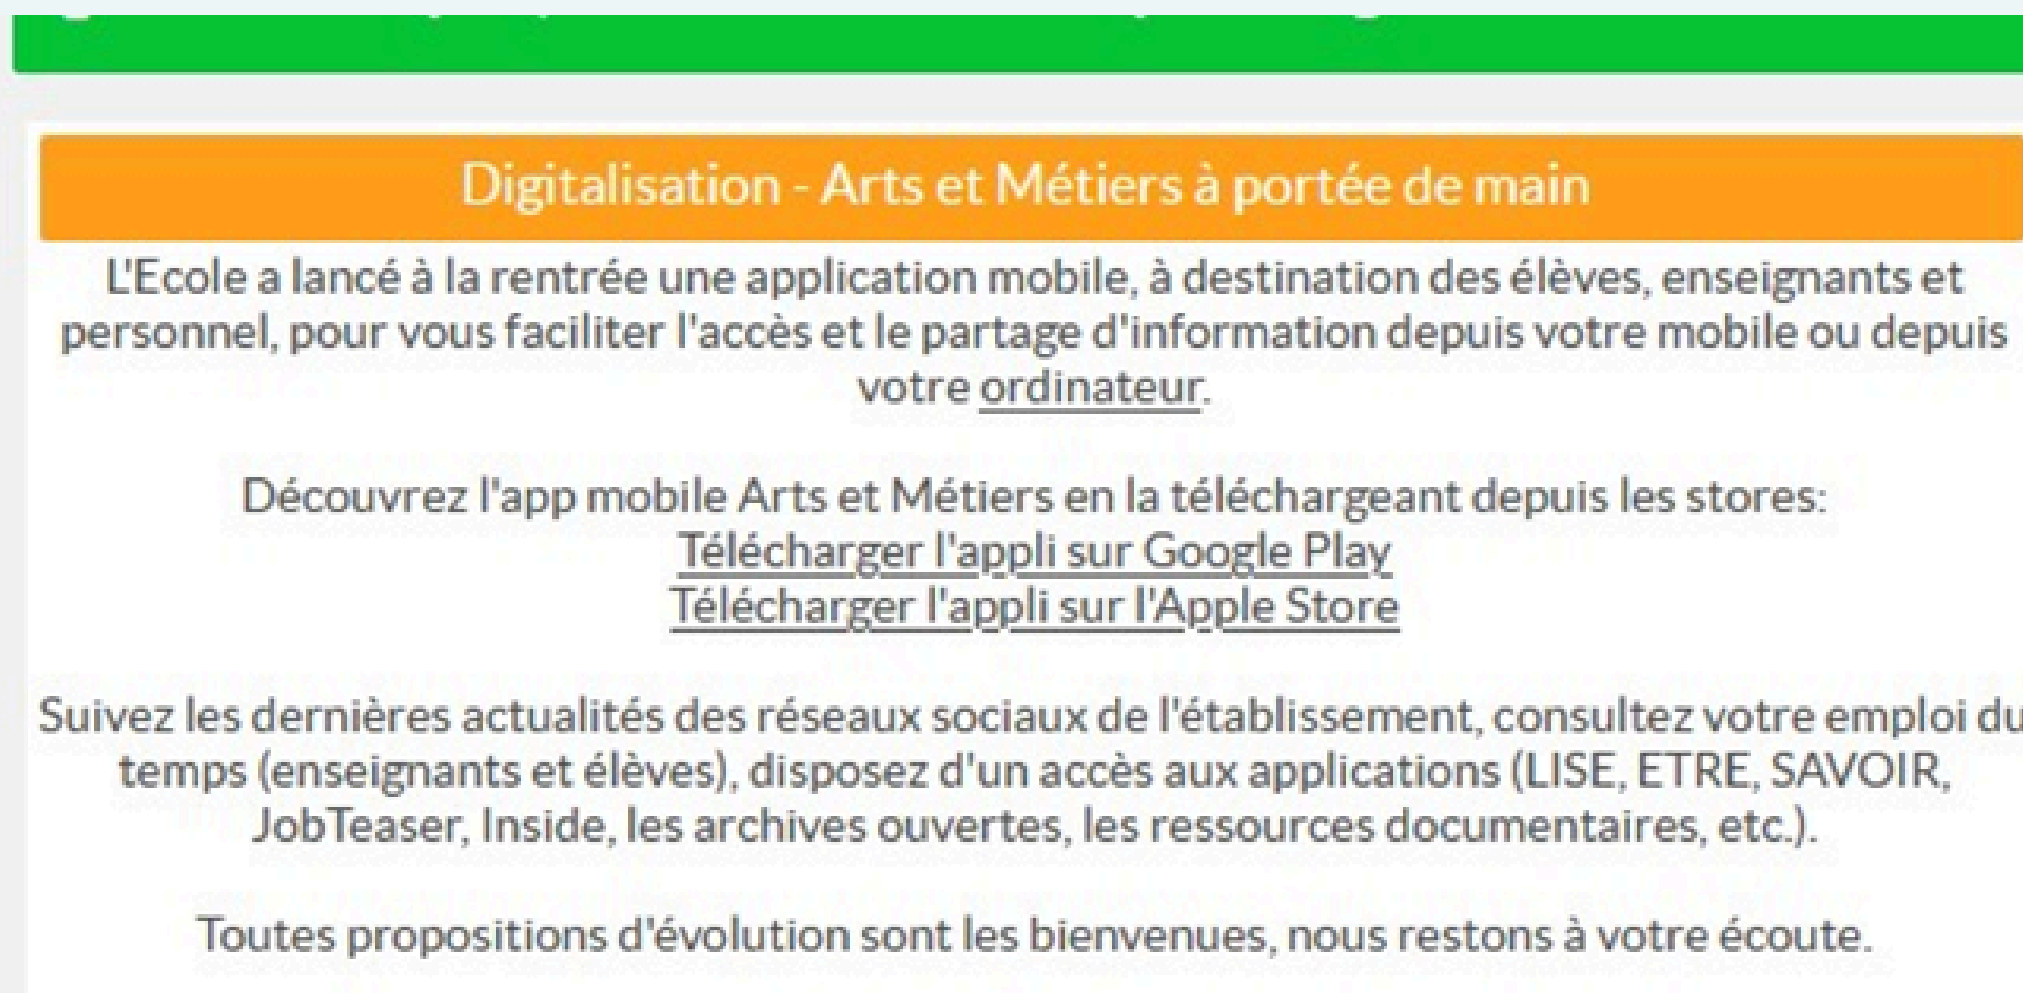 Digitalisation - Arts et Métiers à portée de main
L'Ecole a lancé à la rentrée une application mobile, à destination des élèves, enseignants et
personnel, pour vous faciliter l'accès et le partage d'information depuis votre mobile ou depuis
votre ordinateur.
Découvrez l'app mobile Arts et Métiers en la téléchargeant depuis les stores:
Télécharger l'appli sur Google Play
Télécharger l'appli sur l'Apple Store
Suivez les dernières actualités des réseaux sociaux de l'établissement, consultez votre emploi du
temps (enseignants et élèves), disposez d'un accès aux applications (LISE, ETRE, SAVOIR,
JobTeaser, Inside, les archives ouvertes, les ressources documentaires, etc.).
Toutes propositions d'évolution sont les bienvenues, nous restons à votre écoute.